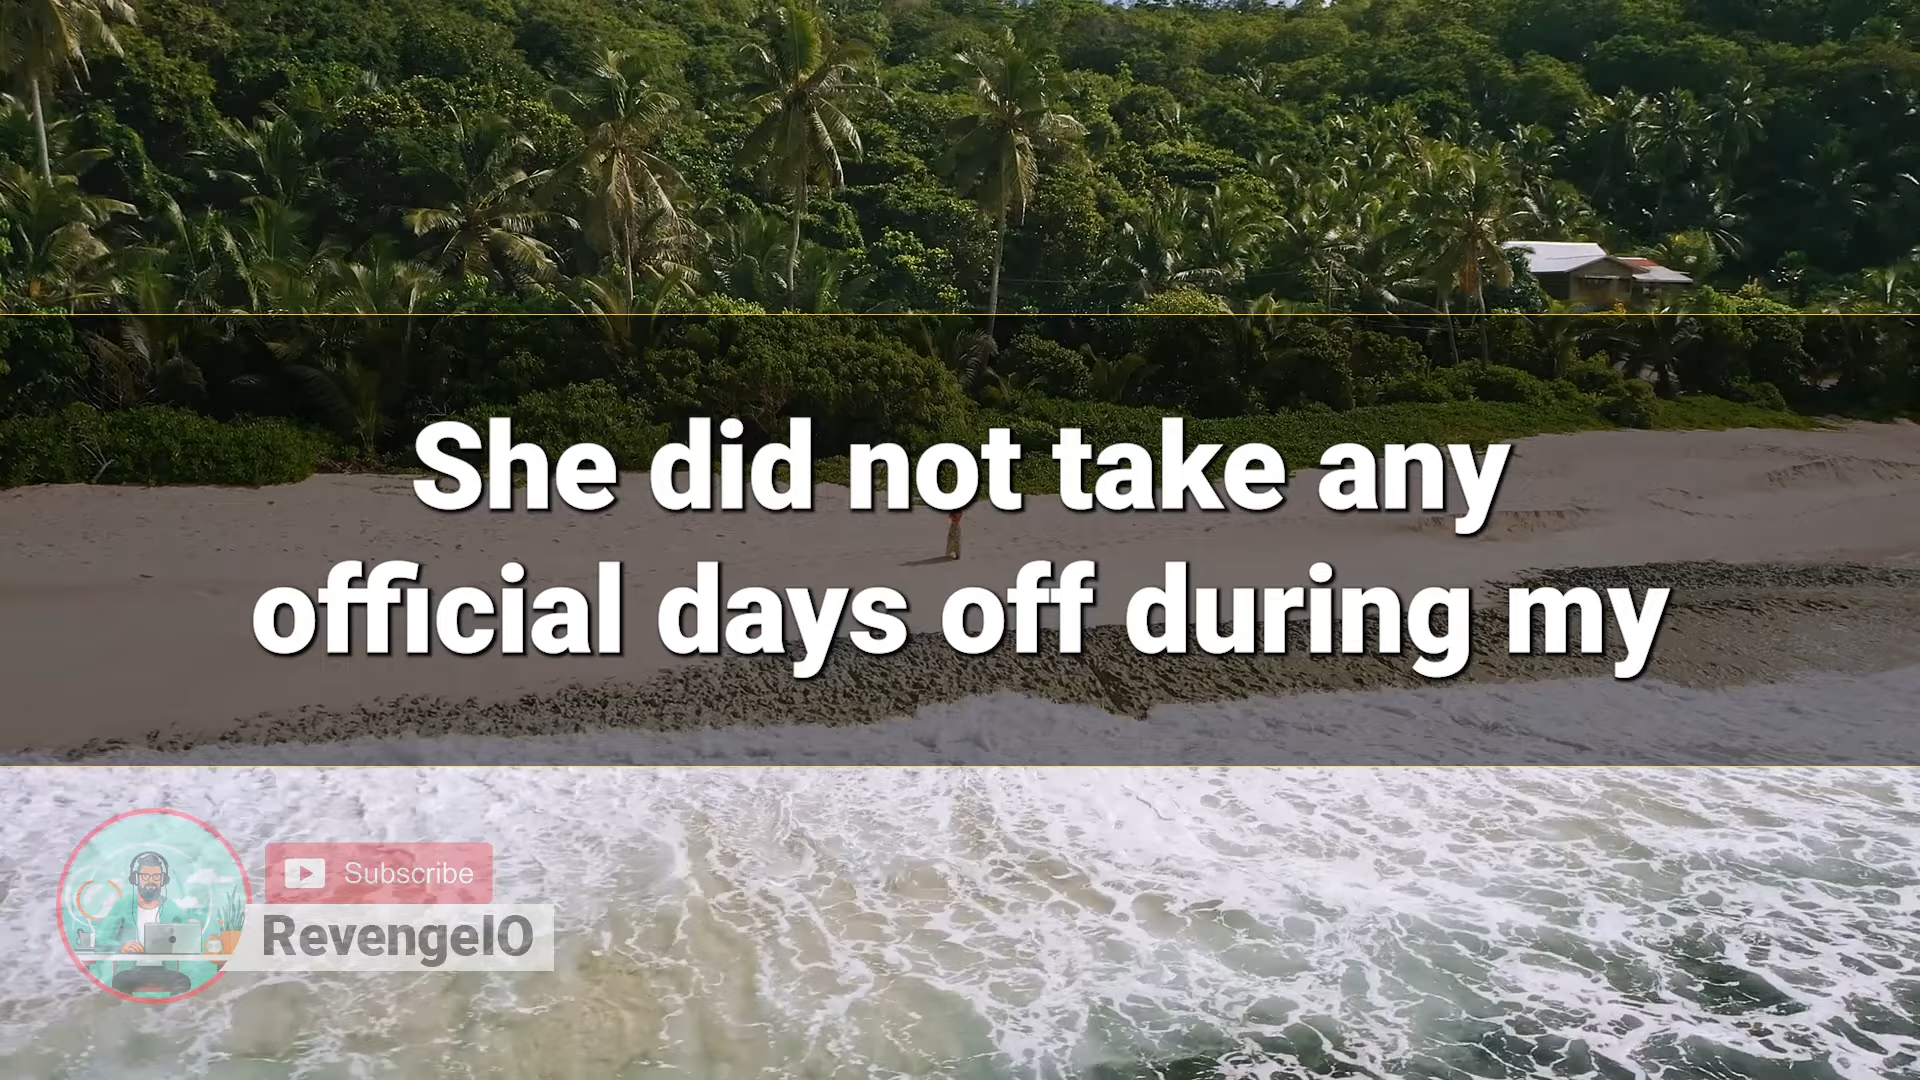 She did not take any
official days off during my
Subscribe
RevengeIO